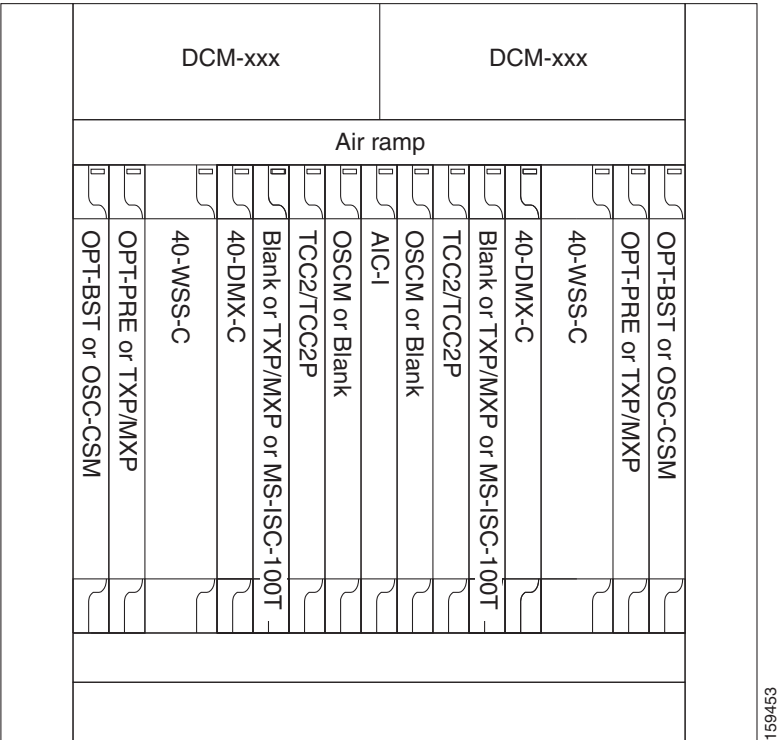 DCM-xxx
DCM-xxx
Air ramp
OPT-BST or OSC-CSM
OPT-PRE or TXP/MXP
40-WSS-C
40-DMX-C
Blank or TXP/MXP or MS-ISC-100T
TCC2/TCC2P
OSCM or Blank
AIC-I
OSCM or Blank
TCC2/TCC2P
Blank or TXP/MXP or MS-ISC-100T
40-DMX-C
40-WSS-C
OPT-PRE or TXP/MXP
OPT-BST or OSC-CSM
159453